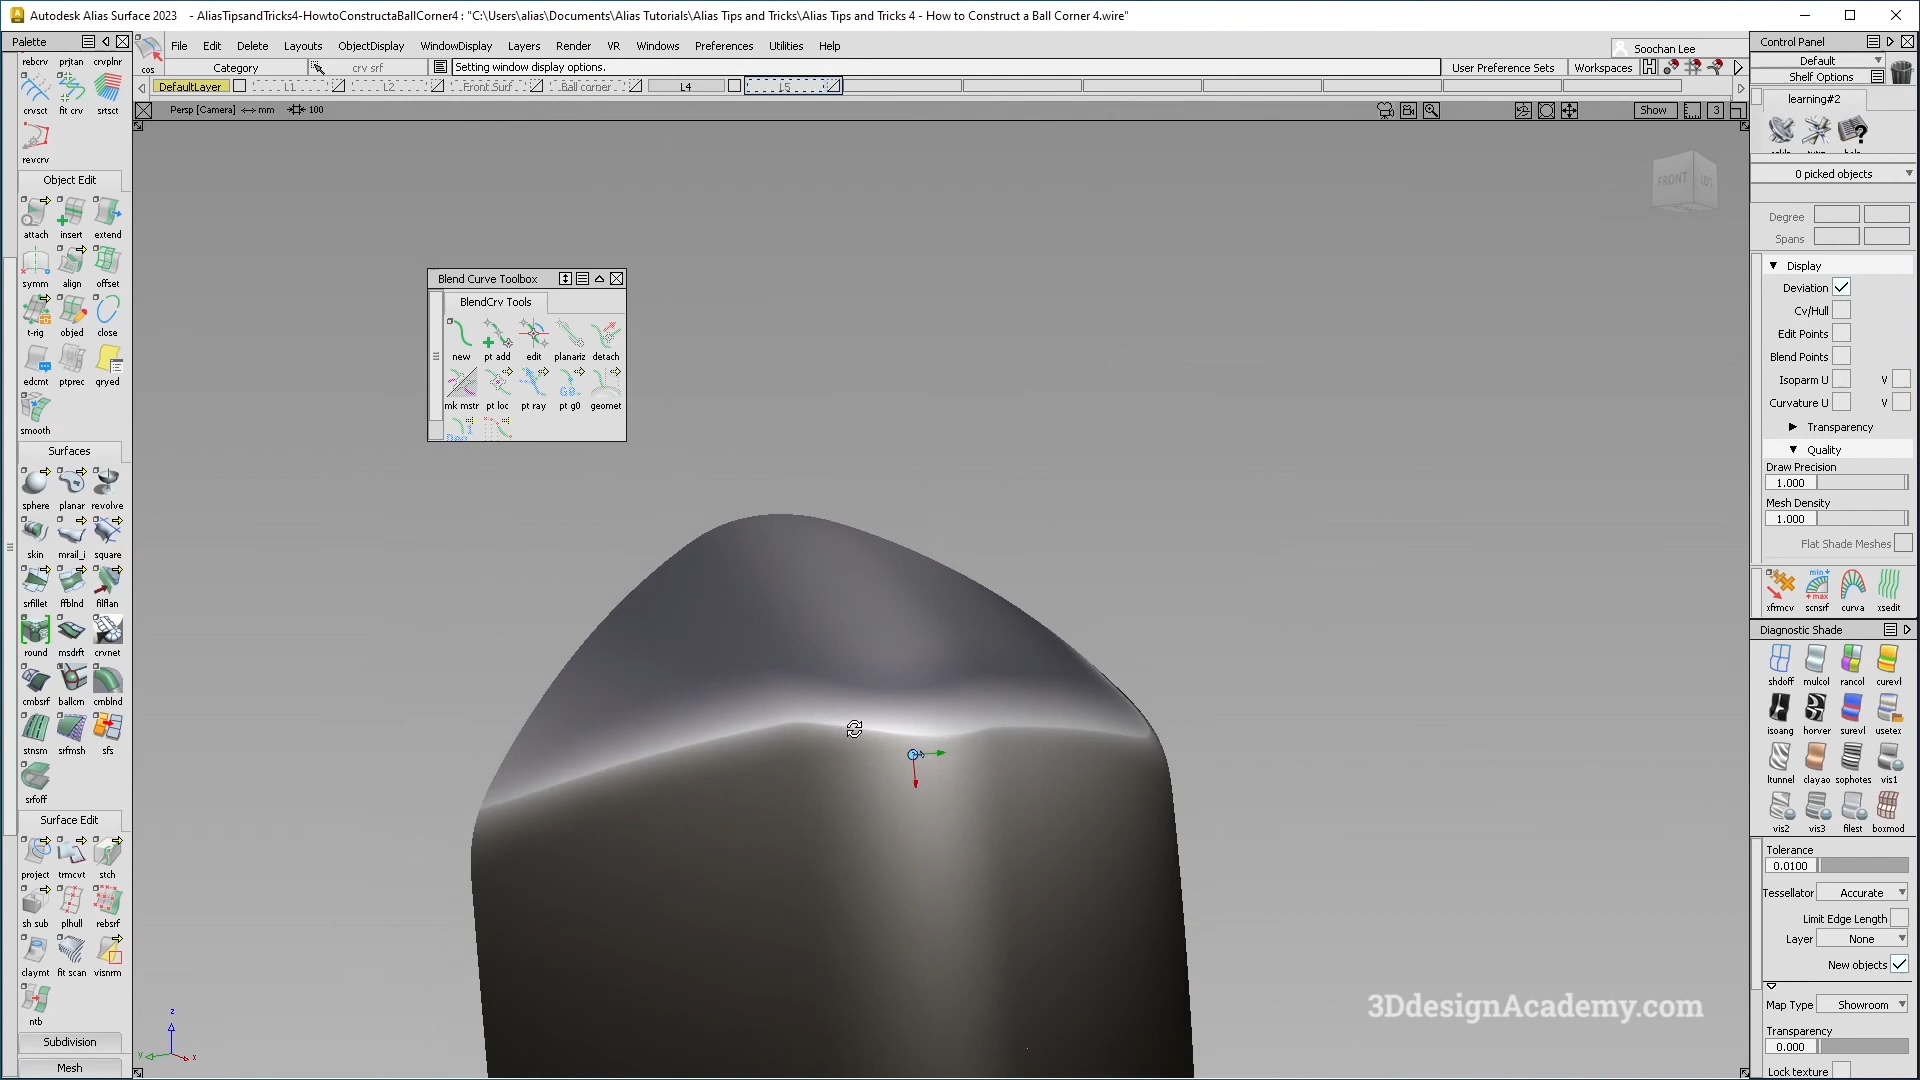 Autodesk Alias Surface 2023 - AliasTipsandTricks4-HowtoConstructaBallCorner4 : "C:\Users\alias\Documents\Alias Tutorials\Alias Tips and Tricks\Alias Tips and Tricks 4 - How to Construct a Ball Corner 4.wire"
Palette
File Edit Delete Layouts ObjectDisplay WindowDisplay Layers Render VR Windows Preferences Utilities Help
Soochan Lee
cos
Category
crv srf
Setting window display options.
User Preference Sets
Workspaces
DefaultLayer L1 L2 Front Surf Ball corner L4 L5
Persp [Camera] <-> mm 100
Show
3
rebcrv prjtan crvplnr
crvsct fit crv srtsct
revcrv
Object Edit
attach insert extend
symm align offset
t-rig objed close
edcmt ptprec qryed
smooth
Surfaces
sphere planar revolve
skin mrail_i square
srfillet ffblnd filflan
round msdrft crvnet
cmbsrf ballcrn crnblnd
stnsm srfmsh sfs
srfoff
Surface Edit
project trmcvt stch
sh sub plhull rebsrf
claymt fit scan visnrm
ntb
Subdivision
Mesh
Blend Curve Toolbox
BlendCrv Tools
new pt add edit planariz detach
mk mstr pt loc pt ray pt g0 geomet
FRONT
z
y
x
3DdesignAcademy.com
Control Panel
Default
Shelf Options
learning#2
0 picked objects
Degree
Spans
Display
Deviation
Cv/Hull
Edit Points
Blend Points
Isoparm U V
Curvature U V
Transparency
Quality
Draw Precision
1.000
Mesh Density
1.000
Flat Shade Meshes
xfrmcv scnsrf curva xsedit
Diagnostic Shade
shdoff mulcol rancol curevl
isoang horver surevl usetex
ltunnel clayao sophotes vis1
vis2 vis3 filest boxmod
Tolerance
0.0100
Tessellator Accurate
Limit Edge Length
Layer None
New objects
Map Type Showroom
Transparency
0.000
Lock texture